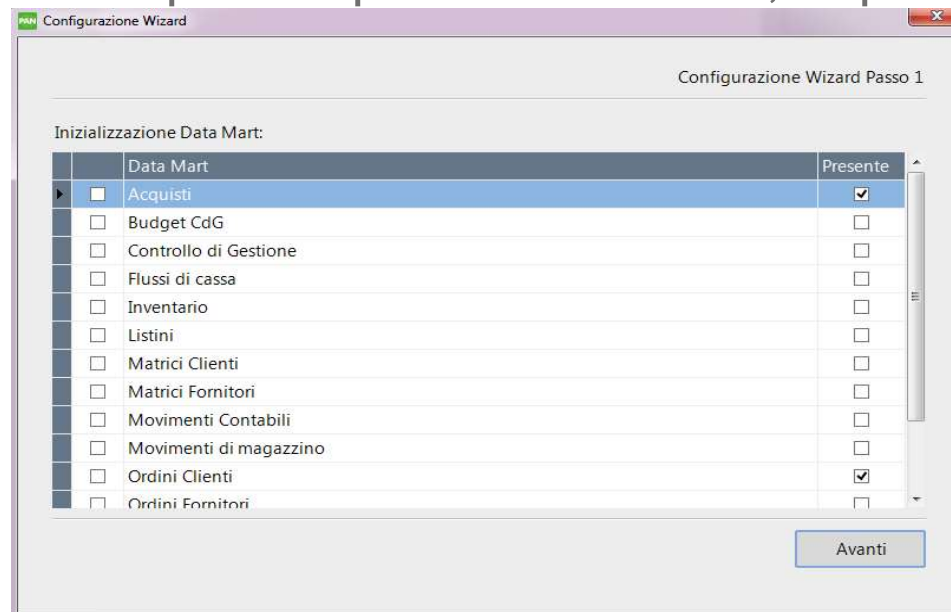 PAN Configurazione Wizard
Configurazione Wizard Passo 1
Inizializzazione Data Mart:
Data Mart Presente
Acquisti
Budget CdG
Controllo di Gestione
Flussi di cassa
Inventario
Listini
Matrici Clienti
Matrici Fornitori
Movimenti Contabili
Movimenti di magazzino
Ordini Clienti
Ordini Fornitori
Avanti